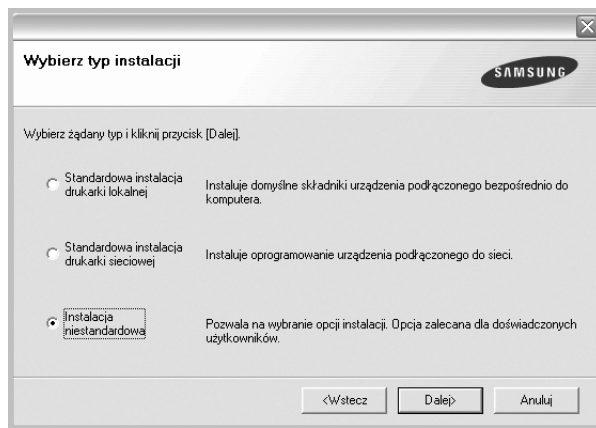 Wybierz typ instalacji
SAMSUNG
Wybierz żądany typ i kliknij przycisk [Dalej].
Standardowa instalacja
drukarki lokalnej
Instaluje domyślne składniki urządzenia podłączonego bezpośrednio do
komputera.
Standardowa instalacja
drukarki sieciowej
Instaluje oprogramowanie urządzenia podłączonego do sieci.
Instalacja
niestandardowa
Pozwala na wybranie opcji instalacji. Opcja zalecana dla doświadczonych
użytkowników.
<Wstecz
Dalej>
Anuluj